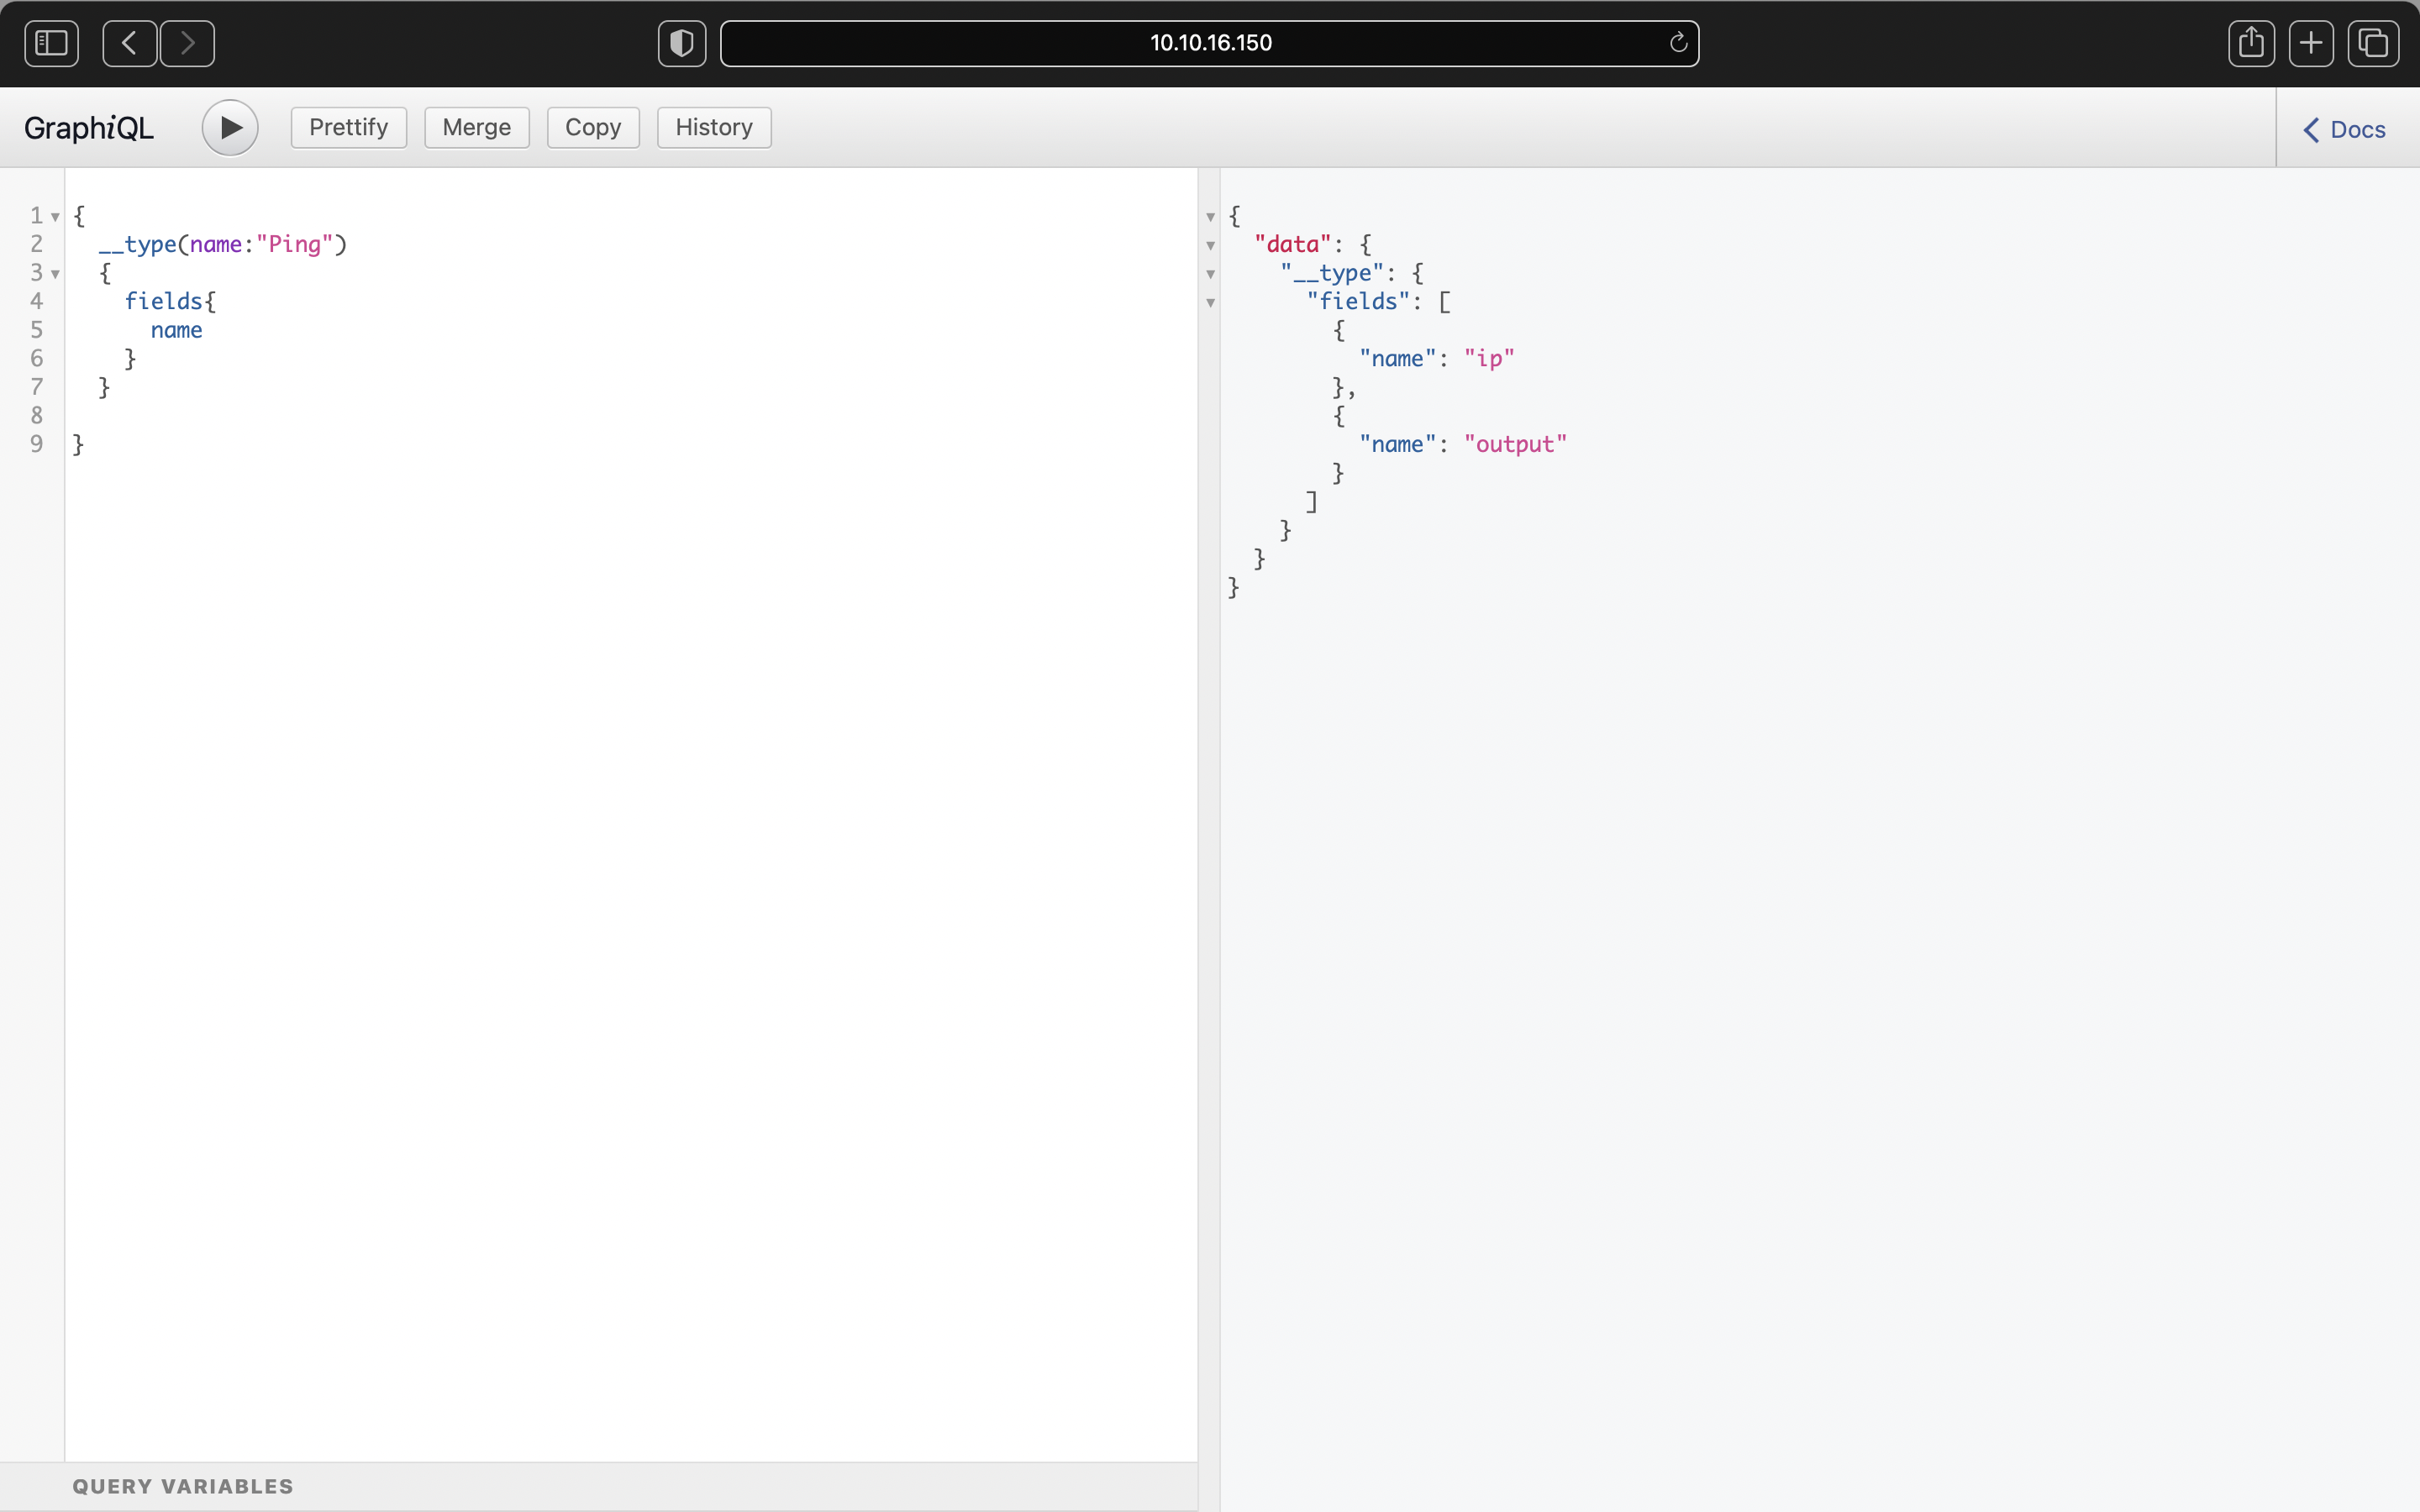 10.10.16.150
GraphiQL Prettify Merge Copy History Docs
1 {
2   __type(name:"Ping")
3   {
4     fields{
5       name
6     }
7   }
8
9 }
{
  "data": {
    "__type": {
      "fields": [
        {
          "name": "ip"
        },
        {
          "name": "output"
        }
      ]
    }
  }
}
QUERY VARIABLES